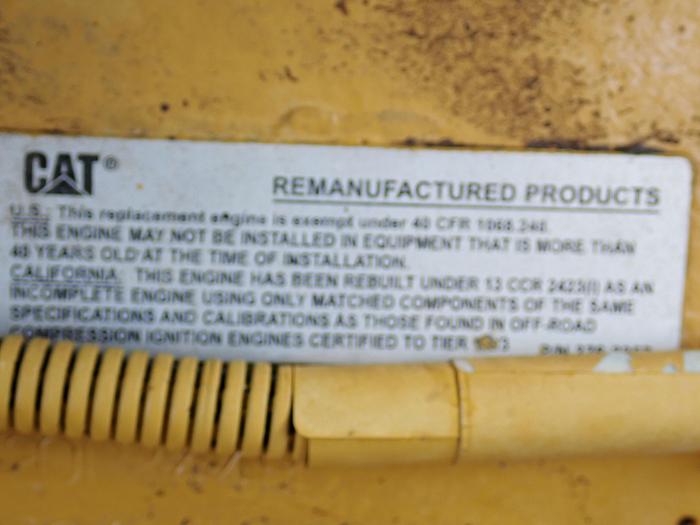 CAT®
REMANUFACTURED PRODUCTS
U.S.: This replacement engine is exempt under 40 CFR 1068.240.
THIS ENGINE MAY NOT BE INSTALLED IN EQUIPMENT THAT IS MORE THAN
40 YEARS OLD AT THE TIME OF INSTALLATION.
CALIFORNIA: THIS ENGINE HAS BEEN REBUILT UNDER 13 CCR 2423(l) AS AN
INCOMPLETE ENGINE USING ONLY MATCHED COMPONENTS OF THE SAME
SPECIFICATIONS AND CALIBRATIONS AS THOSE FOUND IN OFF-ROAD
COMPRESSION IGNITION ENGINES CERTIFIED TO TIER
P/N